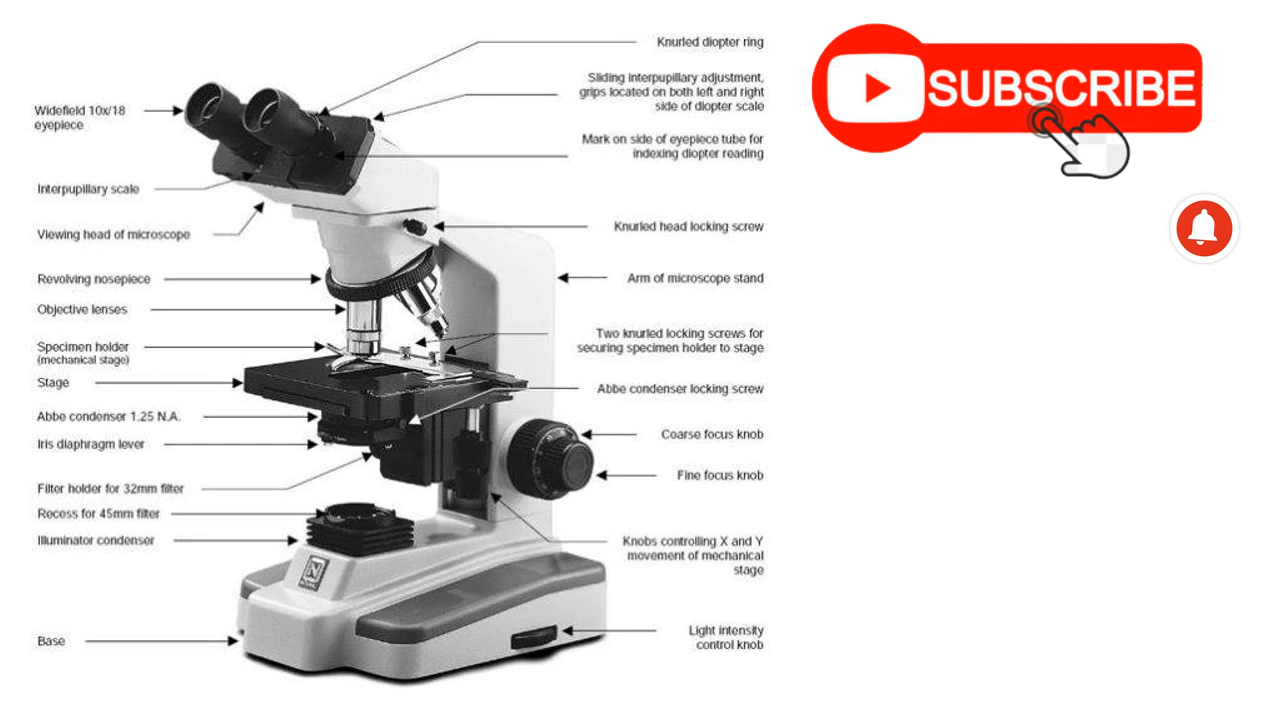 Knurled diopter ring
Sliding interpupillary adjustment,
grips located on both left and right
side of diopter scale
Widefield 10x/18
eyepiece
Mark on side of eyepiece tube for
indexing diopter reading
Interpupillary scale
Viewing head of microscope
Knurled head locking screw
Revolving nosepiece
Arm of microscope stand
Objective lenses
Two knurled locking screws for
securing specimen holder to stage
Specimen holder
(mechanical stage)
Stage
Abbe condenser locking screw
Abbe condenser 1.25 N.A.
Iris diaphragm lever
Coarse focus knob
Fine focus knob
Filter holder for 32mm filter
Recess for 45mm filter
Illuminator condenser
Knobs controlling X and Y
movement of mechanical
stage
N
Base
Light intensity
control knob
SUBSCRIBE